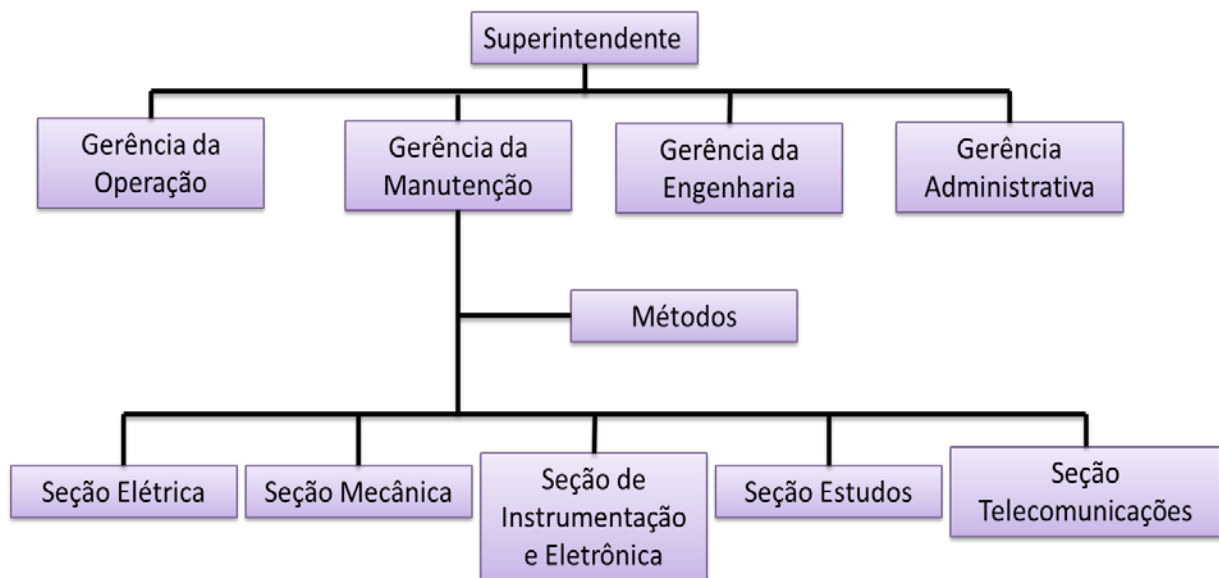 Superintendente
Gerência da
Operação
Gerência da
Manutenção
Gerência da
Engenharia
Gerência
Administrativa
Métodos
Seção Elétrica
Seção Mecânica
Seção de
Instrumentação
e Eletrônica
Seção Estudos
Seção
Telecomunicações